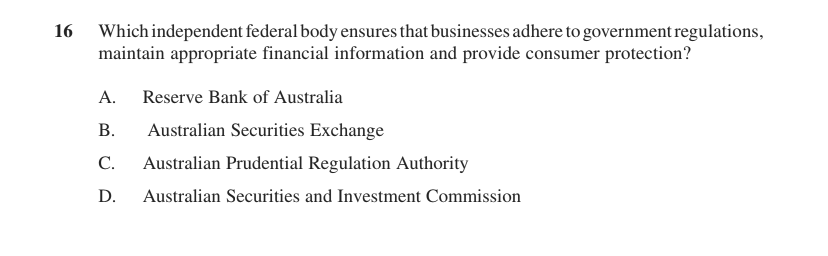 16 Which independent federal body ensures that businesses adhere to government regulations,
maintain appropriate financial information and provide consumer protection?
A. Reserve Bank of Australia
B. Australian Securities Exchange
C. Australian Prudential Regulation Authority
D. Australian Securities and Investment Commission